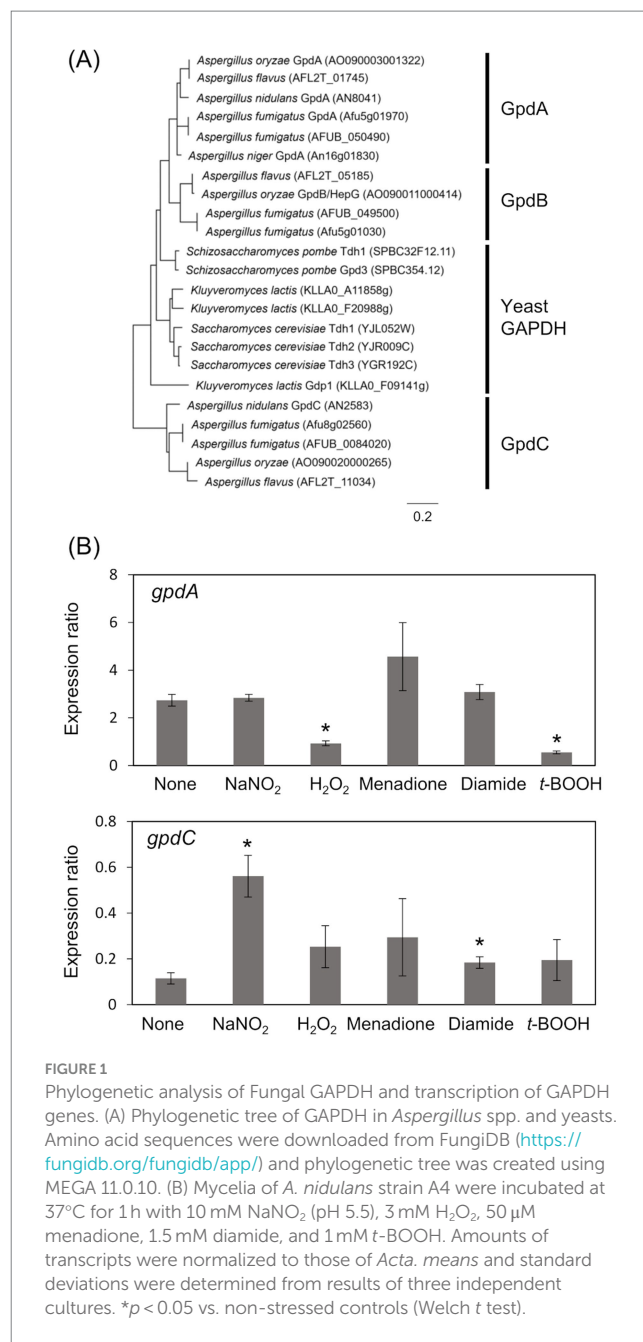 (A)
Aspergillus oryzae GpdA (AO090003001322)
Aspergillus flavus (AFL2T_01745)
Aspergillus nidulans GpdA (AN8041)
Aspergillus fumigatus GpdA (Afu5g01970)
Aspergillus fumigatus (AFUB_050490)
Aspergillus niger GpdA (An16g01830)
GpdA
Aspergillus flavus (AFL2T_05185)
Aspergillus oryzae GpdB/HepG (AO090011000414)
Aspergillus fumigatus (AFUB_049500)
Aspergillus fumigatus (Afu5g01030)
GpdB
Schizosaccharomyces pombe Tdh1 (SPBC32F12.11)
Schizosaccharomyces pombe Gpd3 (SPBC354.12)
Kluyveromyces lactis (KLLA0_A11858g)
Kluyveromyces lactis (KLLA0_F20988g)
Saccharomyces cerevisiae Tdh1 (YJL052W)
Saccharomyces cerevisiae Tdh2 (YJR009C)
Saccharomyces cerevisiae Tdh3 (YGR192C)
Kluyveromyces lactis Gdp1 (KLLA0_F09141g)
Yeast
GAPDH
Aspergillus nidulans GpdC (AN2583)
Aspergillus fumigatus (Afu8g02560)
Aspergillus fumigatus (AFUB_0084020)
Aspergillus oryzae (AO090020000265)
Aspergillus flavus (AFL2T_11034)
GpdC
0.2
(B)
gpdA
Expression ratio
8
6
4
2
0
* *
None NaNO₂ H₂O₂ Menadione Diamide t-BOOH
gpdC
Expression ratio
0.8
0.6
0.4
0.2
0
* *
None NaNO₂ H₂O₂ Menadione Diamide t-BOOH
FIGURE 1
Phylogenetic analysis of Fungal GAPDH and transcription of GAPDH
genes. (A) Phylogenetic tree of GAPDH in Aspergillus spp. and yeasts.
Amino acid sequences were downloaded from FungiDB (https://
fungidb.org/fungidb/app/) and phylogenetic tree was created using
MEGA 11.0.10. (B) Mycelia of A. nidulans strain A4 were incubated at
37°C for 1 h with 10 mM NaNO₂ (pH 5.5), 3 mM H₂O₂, 50 μM
menadione, 1.5 mM diamide, and 1 mM t-BOOH. Amounts of
transcripts were normalized to those of Acta. means and standard
deviations were determined from results of three independent
cultures. *p < 0.05 vs. non-stressed controls (Welch t test).